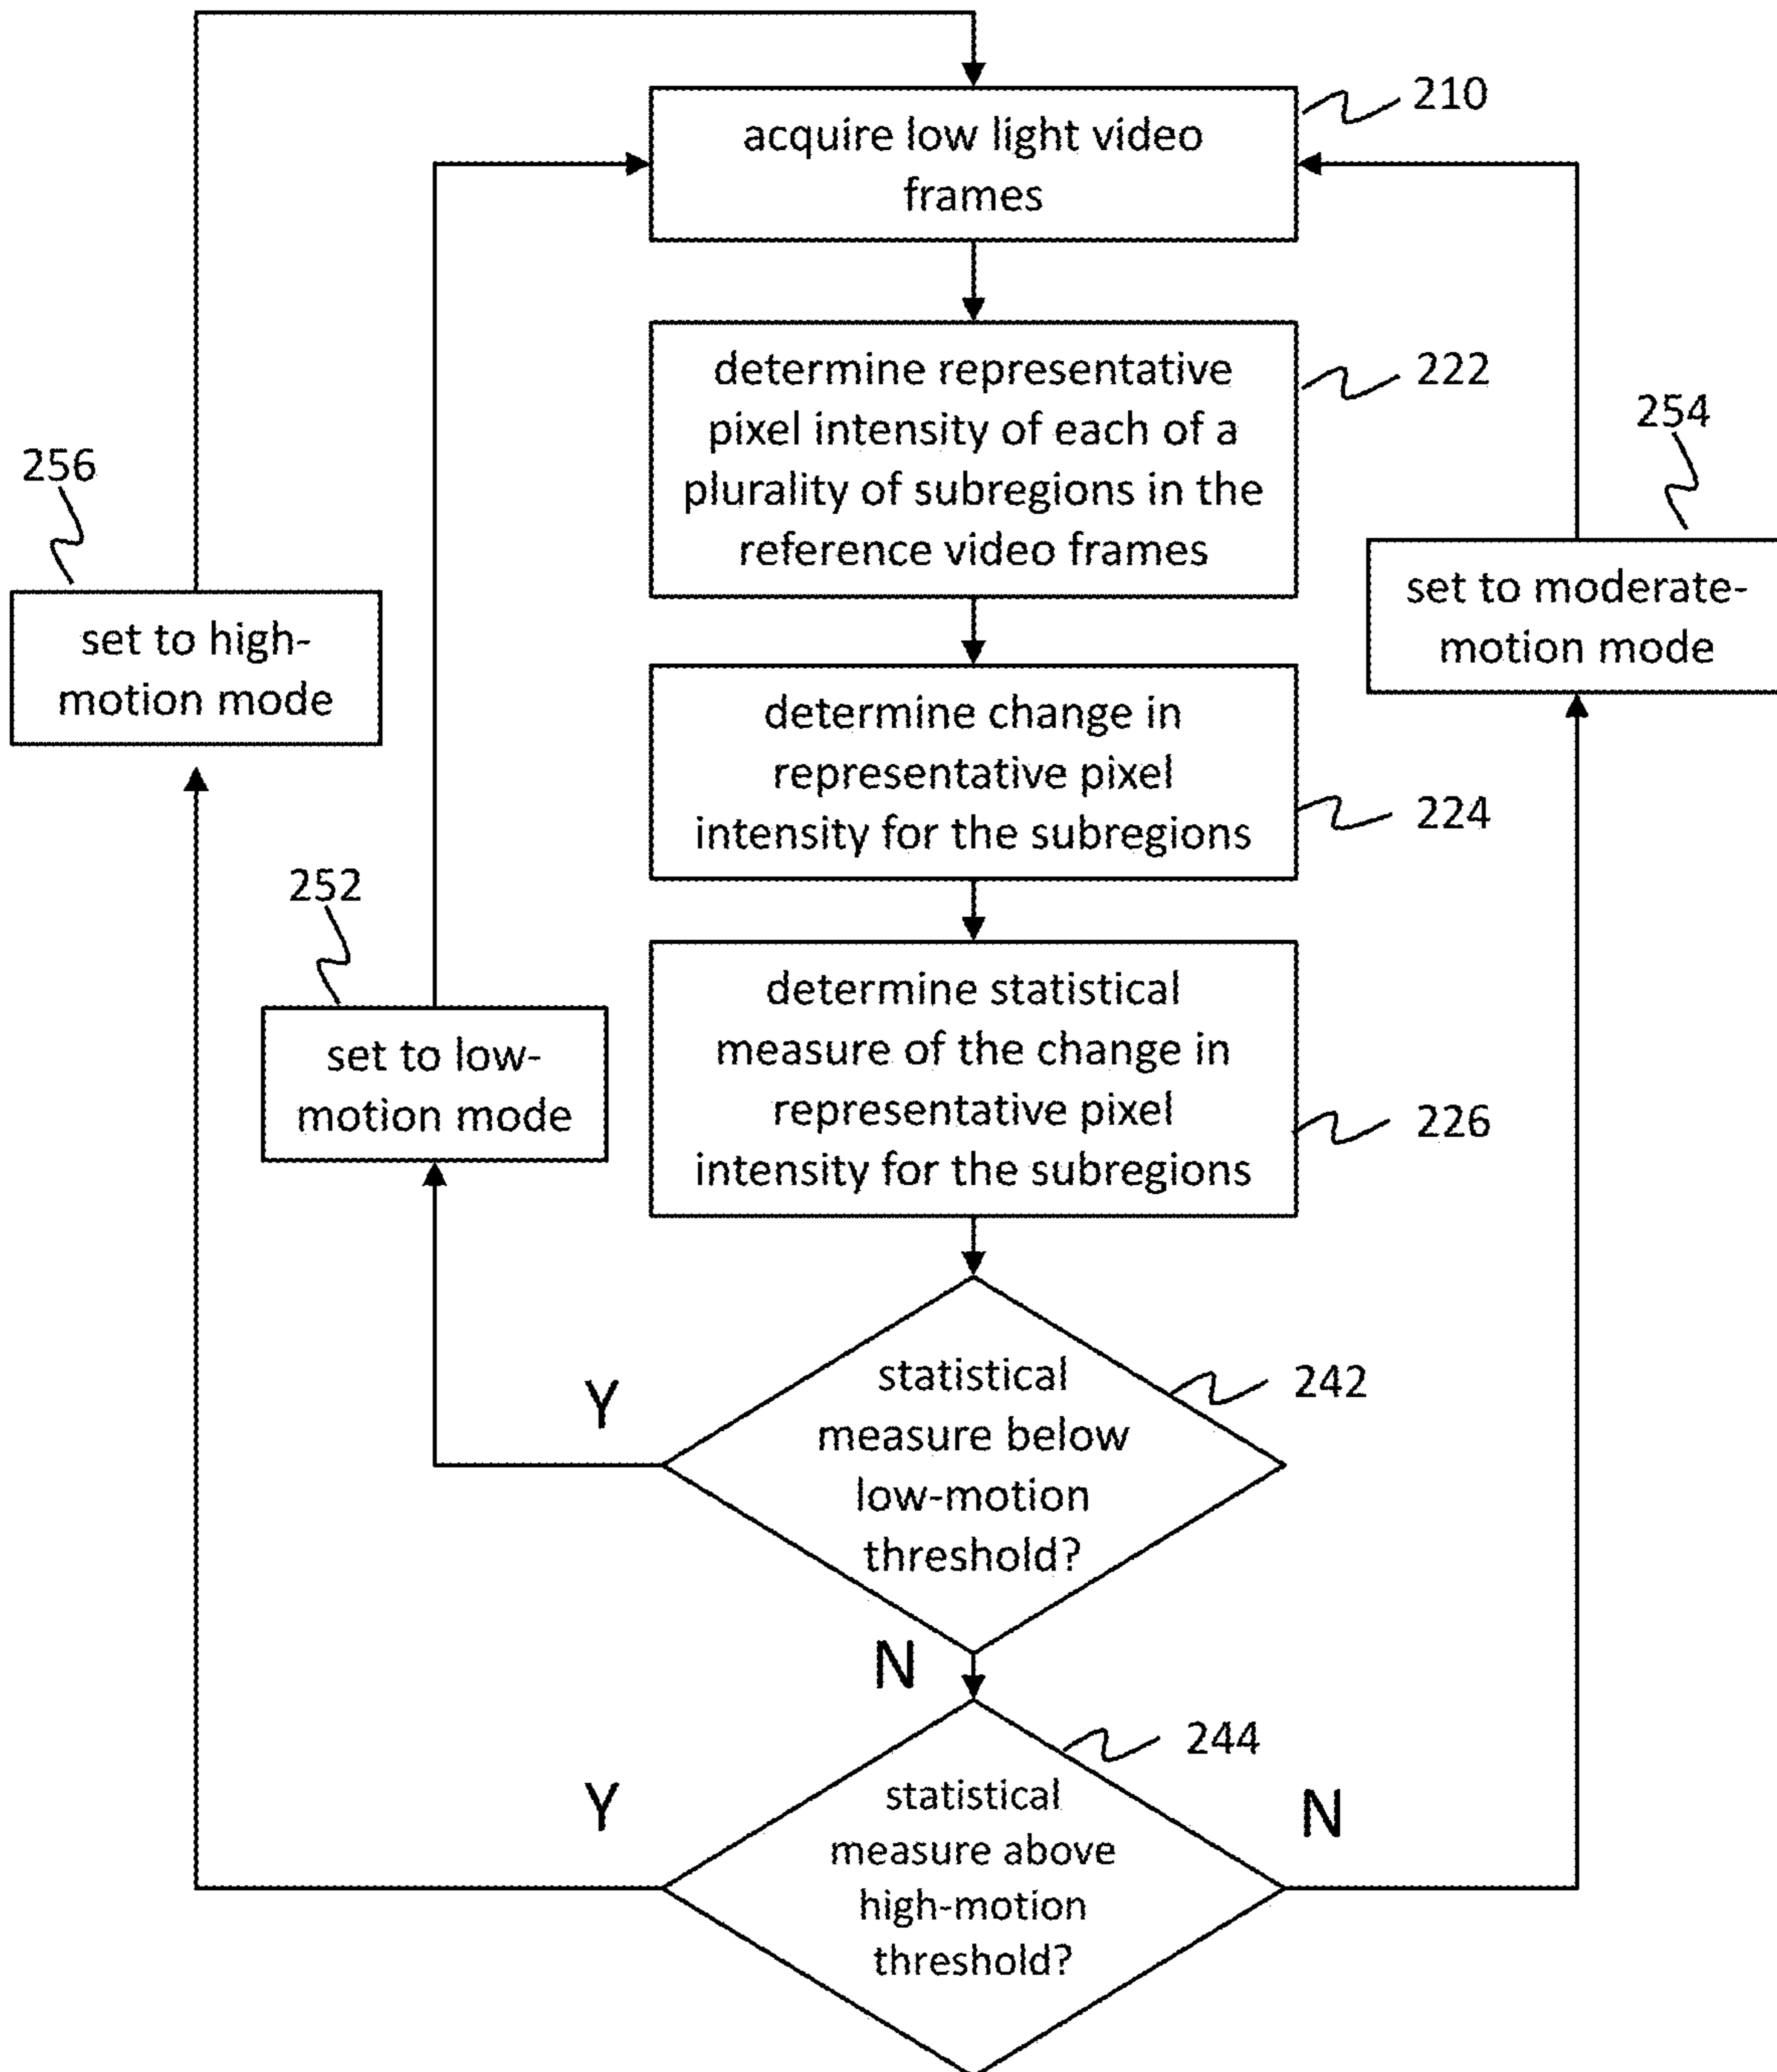 210
acquire low light video
frames
222
determine representative
pixel intensity of each of a
plurality of subregions in the
reference video frames
254
set to moderate-
motion mode
256
set to high-
motion mode
determine change in
representative pixel
intensity for the subregions
224
252
set to low-
motion mode
determine statistical
measure of the change in
representative pixel
intensity for the subregions
226
Y
statistical
measure below
low-motion
threshold?
242
N
244
Y
statistical
measure above
high-motion
threshold?
N